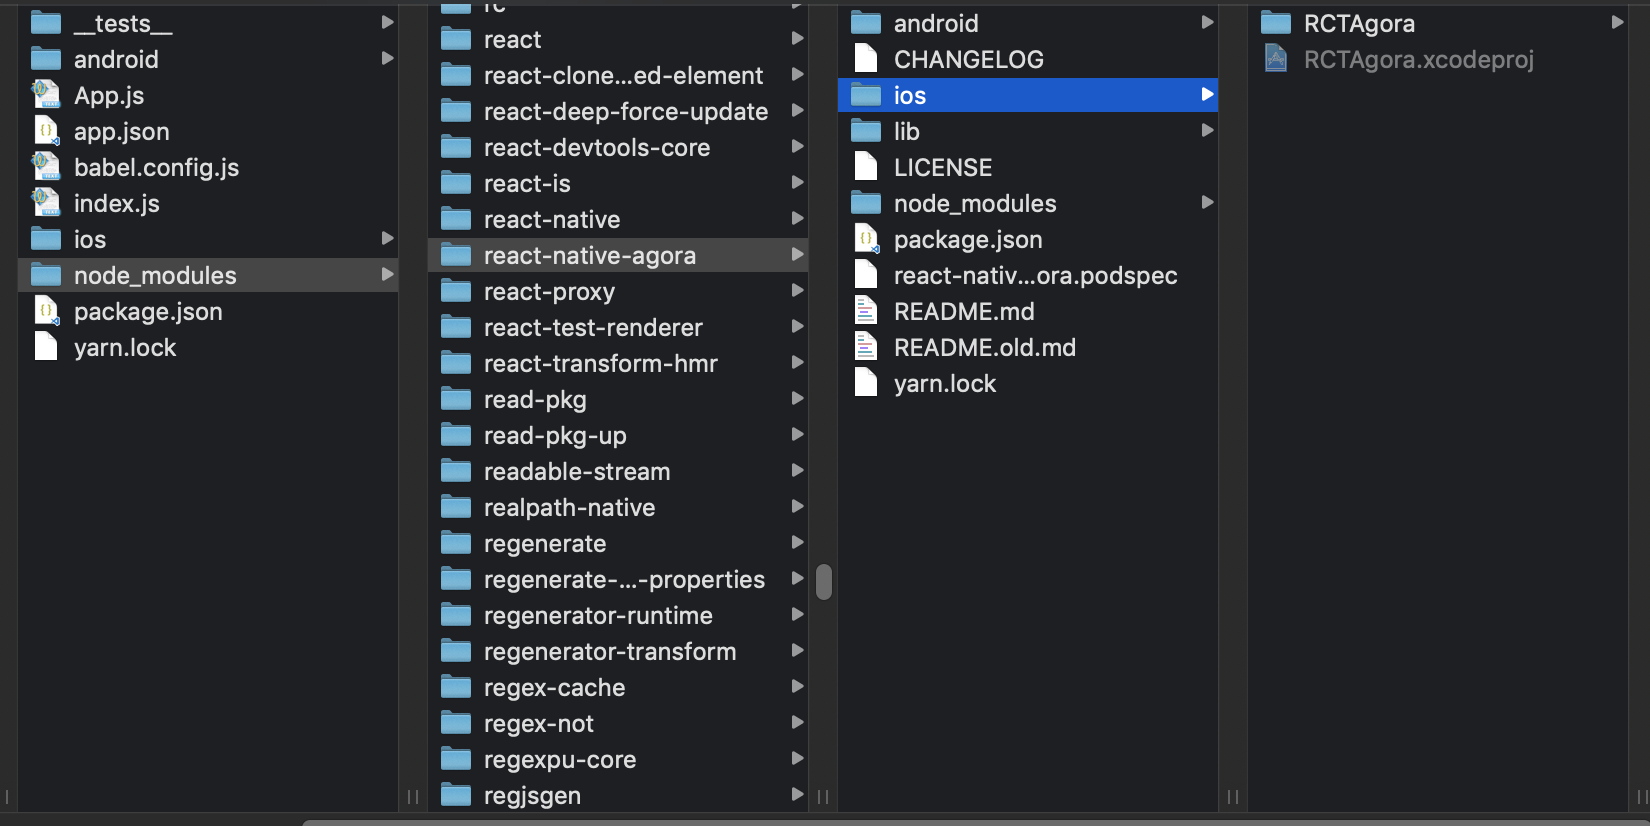 __tests__
android
App.js
app.json
babel.config.js
index.js
ios
node_modules
package.json
yarn.lock
rc
react
react-clone...ed-element
react-deep-force-update
react-devtools-core
react-is
react-native
react-native-agora
react-proxy
react-test-renderer
react-transform-hmr
read-pkg
read-pkg-up
readable-stream
realpath-native
regenerate
regenerate-...-properties
regenerator-runtime
regenerator-transform
regex-cache
regex-not
regexpu-core
regjsgen
android
CHANGELOG
ios
lib
LICENSE
node_modules
package.json
react-nativ...ora.podspec
README.md
README.old.md
yarn.lock
RCTAgora
RCTAgora.xcodeproj